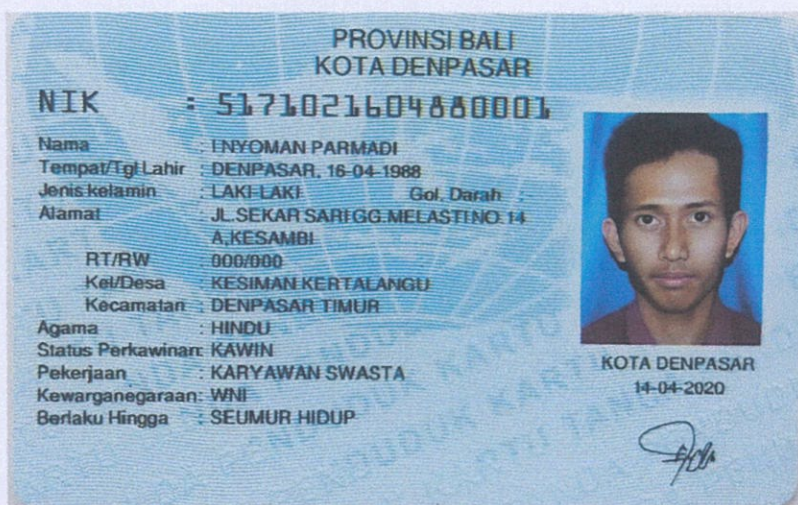 PROVINSI BALI
KOTA DENPASAR
NIK : 5171021604880001
Nama : I NYOMAN PARMADI
Tempat/Tgl Lahir : DENPASAR, 16-04-1988
Jenis kelamin : LAKI-LAKI Gol. Darah :
Alamat : JL.SEKAR SARI GG.MELASTI NO. 14
A,KESAMBI
RT/RW : 000/000
Kel/Desa : KESIMAN KERTALANGU
Kecamatan : DENPASAR TIMUR
Agama : HINDU
Status Perkawinan: KAWIN
Pekerjaan : KARYAWAN SWASTA
Kewarganegaraan: WNI
Berlaku Hingga : SEUMUR HIDUP
KOTA DENPASAR
14-04-2020